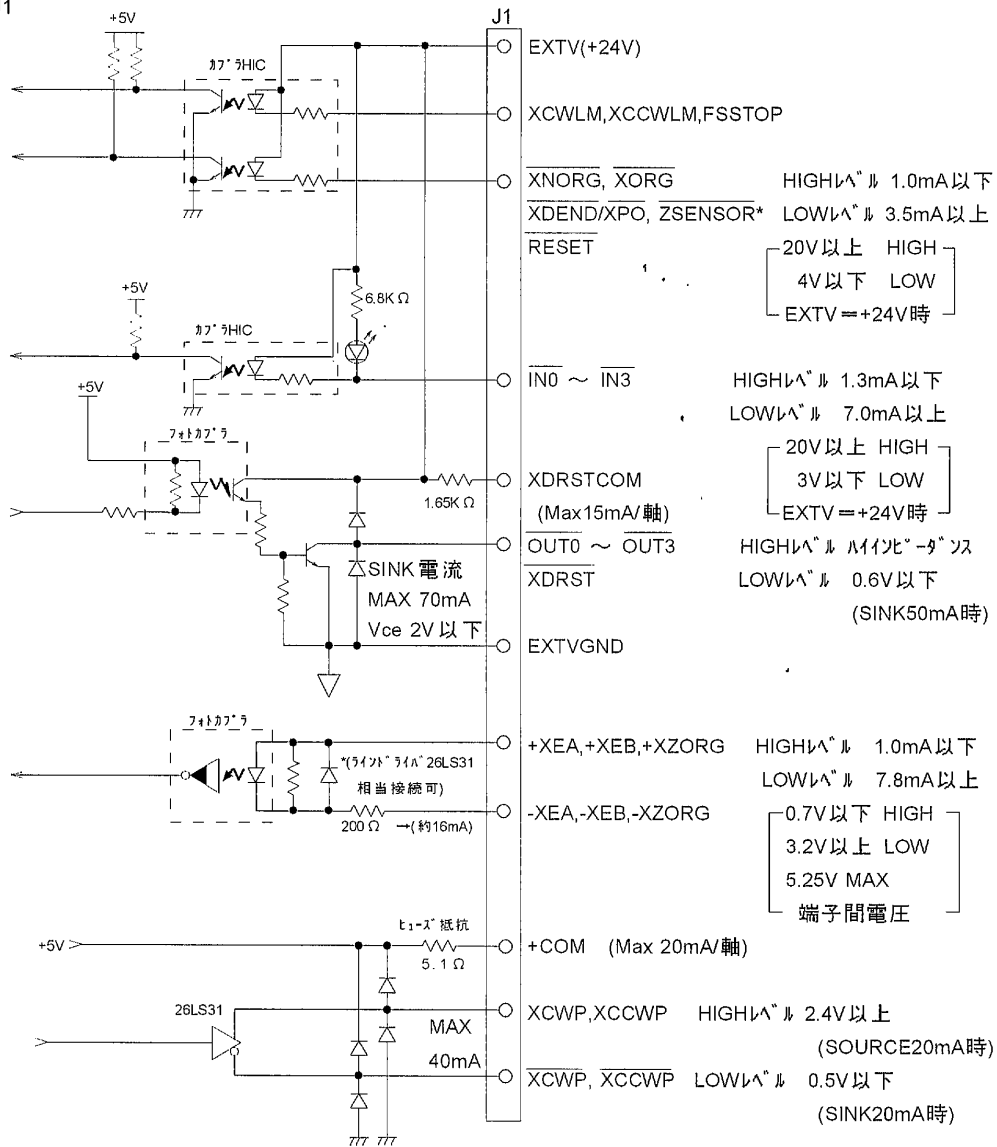 1
J1
+5V
EXTV(+24V)
ｶﾌﾟﾗHIC
XCWLM,XCCWLM,FSSTOP
XNORG, XORG HIGHﾚﾍﾞﾙ 1.0mA以下
XDEND/XPO, ZSENSOR* LOWﾚﾍﾞﾙ 3.5mA以上
RESET 20V以上 HIGH
4V以下 LOW
EXTV＝+24V時
+5V
6.8KΩ
ｶﾌﾟﾗHIC
IN0 ～ IN3 HIGHﾚﾍﾞﾙ 1.3mA以下
LOWﾚﾍﾞﾙ 7.0mA以上
+5V
ﾌｫﾄｶﾌﾟﾗ
20V以上 HIGH
3V以下 LOW
EXTV＝+24V時
XDRSTCOM
1.65KΩ
(Max15mA/軸)
OUT0 ～ OUT3 HIGHﾚﾍﾞﾙ ﾊｲｲﾝﾋﾟｰﾀﾞﾝｽ
XDRST LOWﾚﾍﾞﾙ 0.6V以下
(SINK50mA時)
SINK電流
MAX 70mA
Vce 2V以下
EXTVGND
ﾌｫﾄｶﾌﾟﾗ
+XEA,+XEB,+XZORG HIGHﾚﾍﾞﾙ 1.0mA以下
LOWﾚﾍﾞﾙ 7.8mA以上
*(ﾗｲﾝﾄﾞﾗｲﾊﾞ26LS31
相当接続可)
200Ω →(約16mA)
-XEA,-XEB,-XZORG 0.7V以下 HIGH
3.2V以上 LOW
5.25V MAX
端子間電圧
ﾋｭｰｽﾞ抵抗
+5V
5.1Ω
+COM (Max 20mA/軸)
26LS31
MAX
40mA
XCWP,XCCWP HIGHﾚﾍﾞﾙ 2.4V以上
(SOURCE20mA時)
XCWP, XCCWP LOWﾚﾍﾞﾙ 0.5V以下
(SINK20mA時)